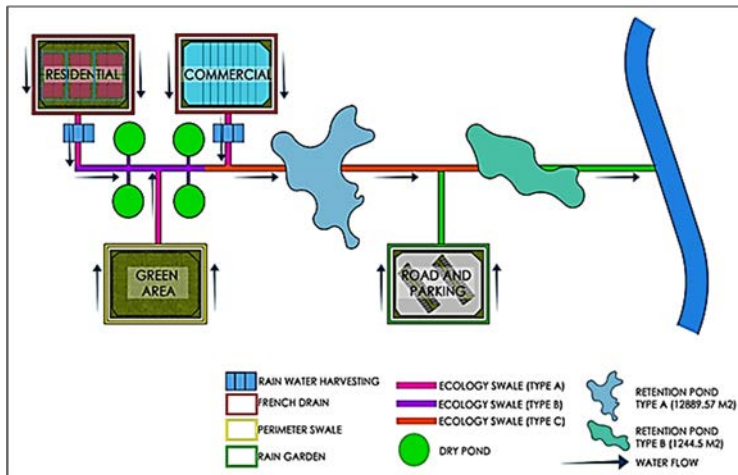 RESIDENTIAL
COMMERCIAL
GREEN
AREA
ROAD AND
PARKING
RAIN WATER HARVESTING
FRENCH DRAIN
PERIMETER SWALE
RAIN GARDEN
ECOLOGY SWALE (TYPE A)
ECOLOGY SWALE (TYPE B)
ECOLOGY SWALE (TYPE C)
DRY POND
RETENTION POND
TYPE A (12889.57 M2)
RETENTION POND
TYPE B (1244.5 M2)
WATER FLOW